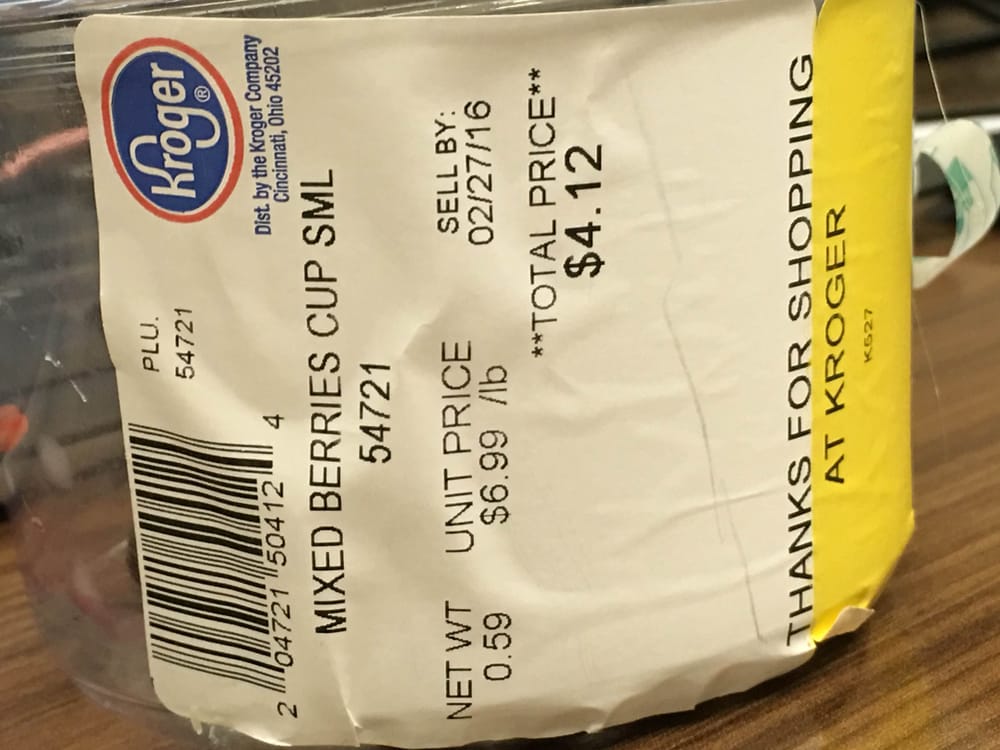 Kroger®
Dist. by the Kroger Company
Cincinnati, Ohio 45202
PLU.
54721
2 04721 50412 4
MIXED BERRIES CUP SML
54721
NET WT UNIT PRICE SELL BY:
0.59 $6.99 /lb 02/27/16
**TOTAL PRICE**
$4.12
THANKS FOR SHOPPING
AT KROGER
K527